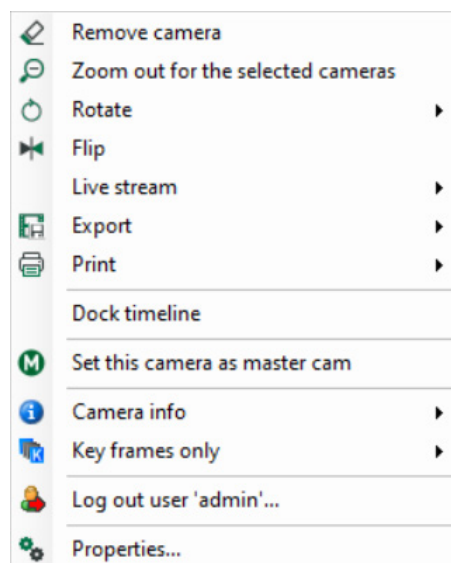 Remove camera
Zoom out for the selected cameras
Rotate
Flip
Live stream
Export
Print
Dock timeline
M Set this camera as master cam
Camera info
K Key frames only
Log out user 'admin'...
Properties...